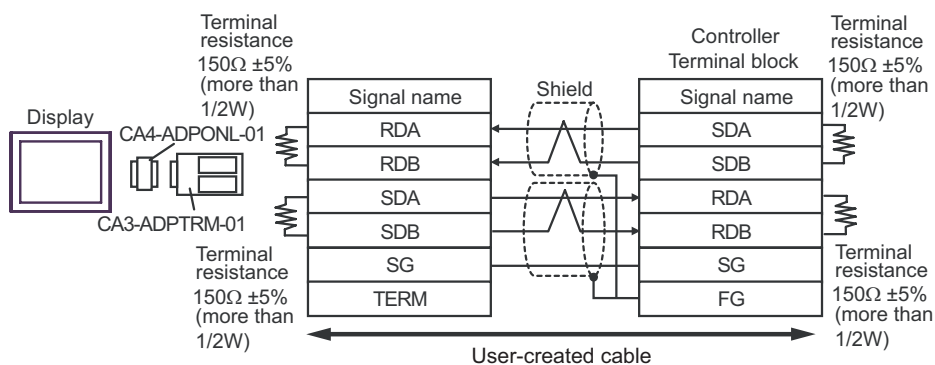 Terminal
resistance
150Ω ±5%
(more than
1/2W)
Display
CA4-ADPONL-01
CA3-ADPTRM-01
Terminal
resistance
150Ω ±5%
(more than
1/2W)
Signal name
RDA
RDB
SDA
SDB
SG
TERM
Shield
Controller
Terminal block
Signal name
SDA
SDB
RDA
RDB
SG
FG
Terminal
resistance
150Ω ±5%
(more than
1/2W)
Terminal
resistance
150Ω ±5%
(more than
1/2W)
User-created cable